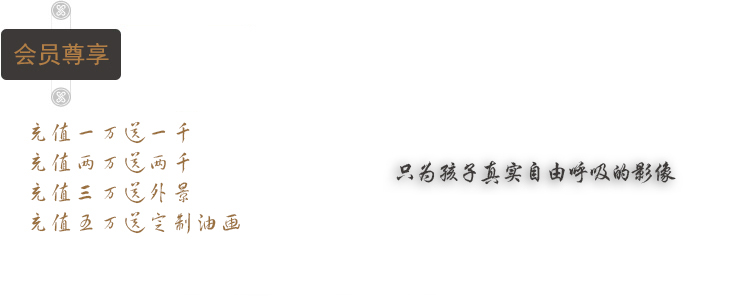 会员尊享
充值一万送一千
充值两万送两千
充值三万送外景
充值五万送定制油画
只为孩子真实自由呼吸的影像